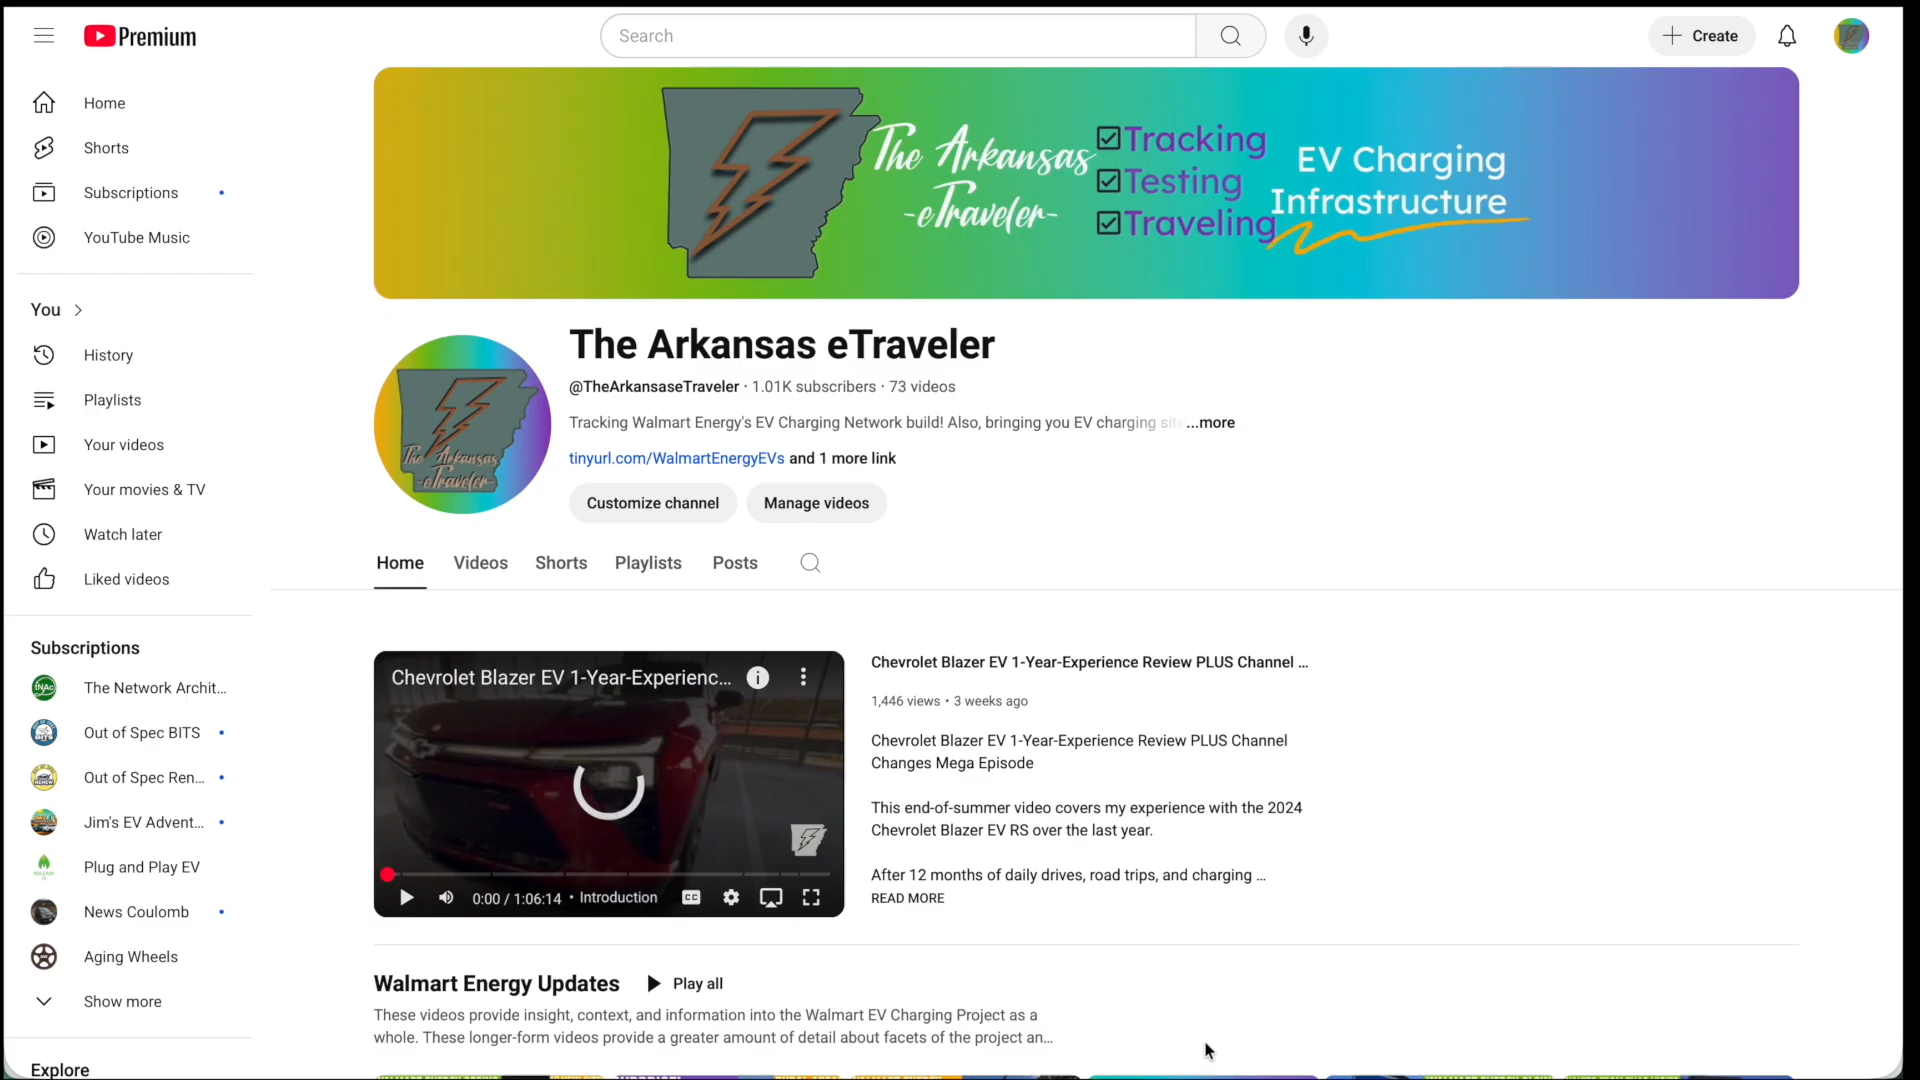 Premium
Search
Create
Home
Shorts
Subscriptions
YouTube Music
You
History
Playlists
Your videos
Your movies & TV
Watch later
Liked videos
Subscriptions
The Network Archit...
Out of Spec BITS
Out of Spec Ren...
Jim's EV Advent...
Plug and Play EV
News Coulomb
Aging Wheels
Show more
Explore
The Arkansas
-eTraveler-
Tracking
Testing
Traveling
EV Charging
Infrastructure
The Arkansas
-eTraveler-
The Arkansas eTraveler
@TheArkansaseTraveler · 1.01K subscribers · 73 videos
Tracking Walmart Energy's EV Charging Network build! Also, bringing you EV charging site ...more
tinyurl.com/WalmartEnergyEVs and 1 more link
Customize channel
Manage videos
Home
Videos
Shorts
Playlists
Posts
Chevrolet Blazer EV 1-Year-Experienc...
0:00 / 1:06:14 • Introduction
CC
Chevrolet Blazer EV 1-Year-Experience Review PLUS Channel ...
1,446 views • 3 weeks ago
Chevrolet Blazer EV 1-Year-Experience Review PLUS Channel
Changes Mega Episode
This end-of-summer video covers my experience with the 2024
Chevrolet Blazer EV RS over the last year.
After 12 months of daily drives, road trips, and charging ...
READ MORE
Walmart Energy Updates
Play all
These videos provide insight, context, and information into the Walmart EV Charging Project as a
whole. These longer-form videos provide a greater amount of detail about facets of the project an...